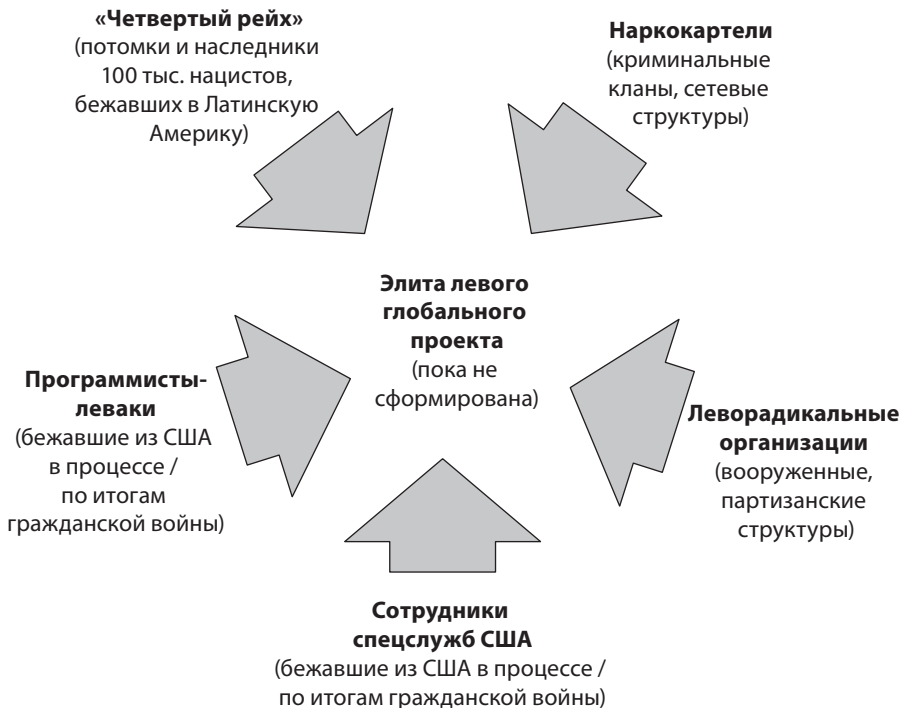 «Четвертый рейх»
(потомки и наследники
100 тыс. нацистов,
бежавших в Латинскую
Америку)
Наркокартели
(криминальные
кланы, сетевые
структуры)
Элита левого
глобального
проекта
(пока не
сформирована)
Программисты-
леваки
(бежавшие из США
в процессе /
по итогам
гражданской войны)
Леворадикальные
организации
(вооруженные,
партизанские
структуры)
Сотрудники
спецслужб США
(бежавшие из США в процессе /
по итогам гражданской войны)